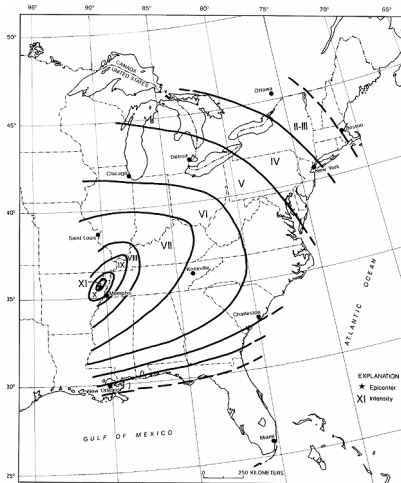 95° 90° 85° 80° 75° 70° 65°
50°
CANADA
UNITED STATES
Ottawa
45°
II-III
Boston
Detroit
IV
New York
Chicago
V
40°
VI
Saint Louis
VII
VIII
IX
XI
X
Memphis
Knoxville
35°
Charleston
ATLANTIC OCEAN
EXPLANATION
★ Epicenter
XI Intensity
30°
New Orleans
GULF OF MEXICO
Miami
0 250 KILOMETERS
25°